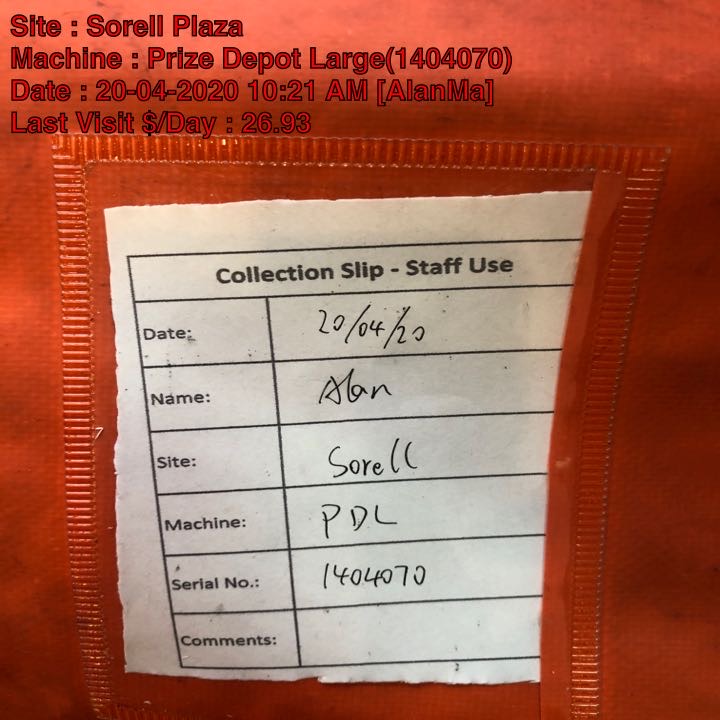 Site : Sorell Plaza
Machine : Prize Depot Large(1404070)
Date : 20-04-2020 10:21 AM [AlanMa]
Last Visit $/Day : 26.93
Collection Slip - Staff Use
Date: 20/04/20
Name: Alan
Site: Sorell
Machine: PDL
Serial No.: 1404070
Comments: